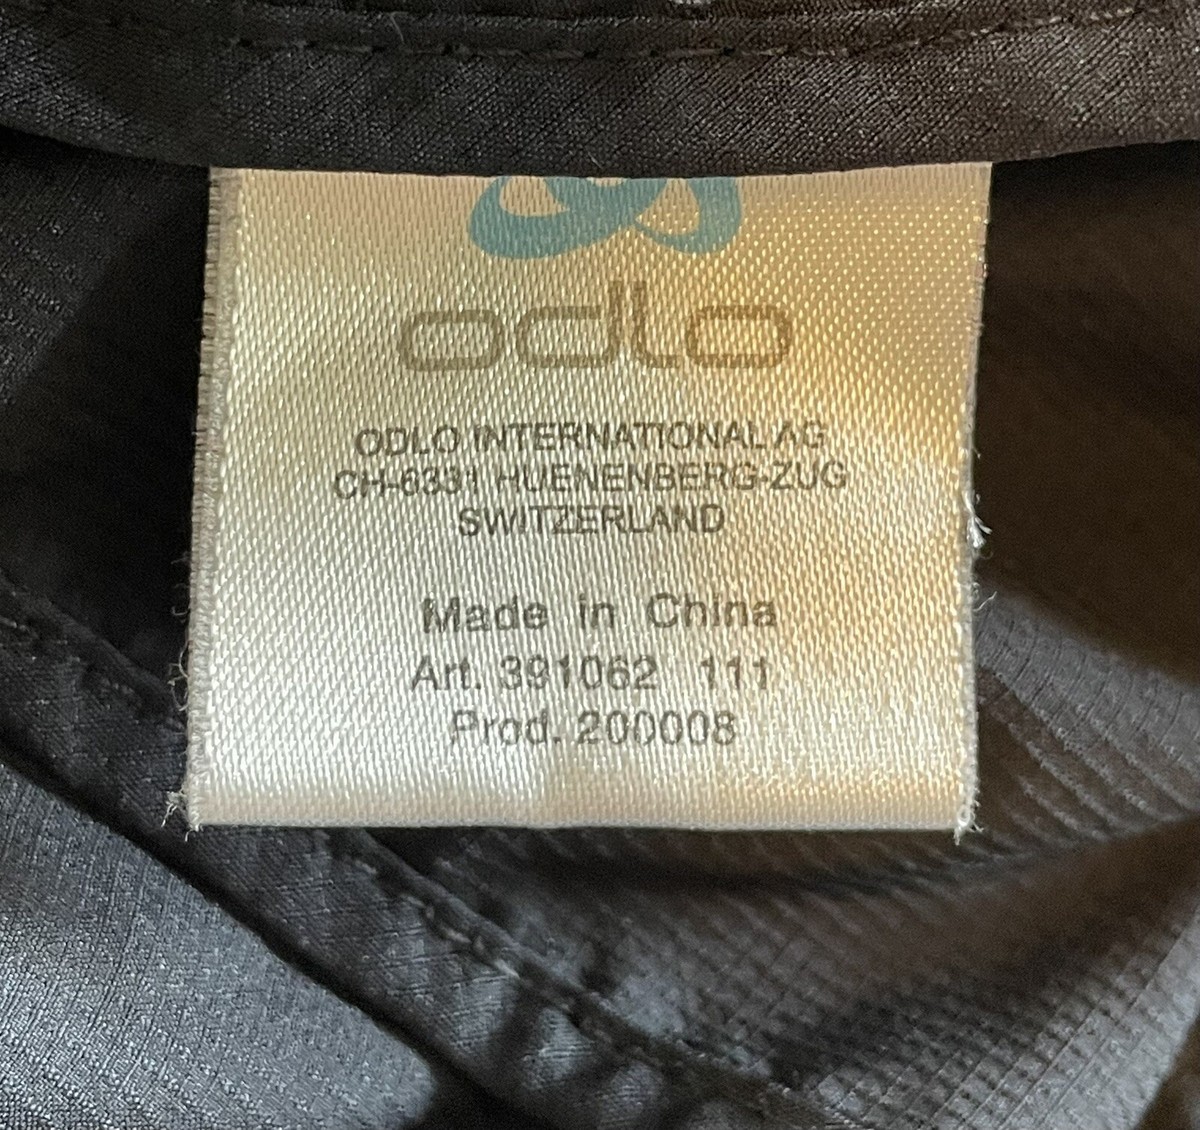 odlo
ODLO INTERNATIONAL AG
CH-6331 HUENENBERG-ZUG
SWITZERLAND
Made in China
Art. 391062 111
Prod. 200008